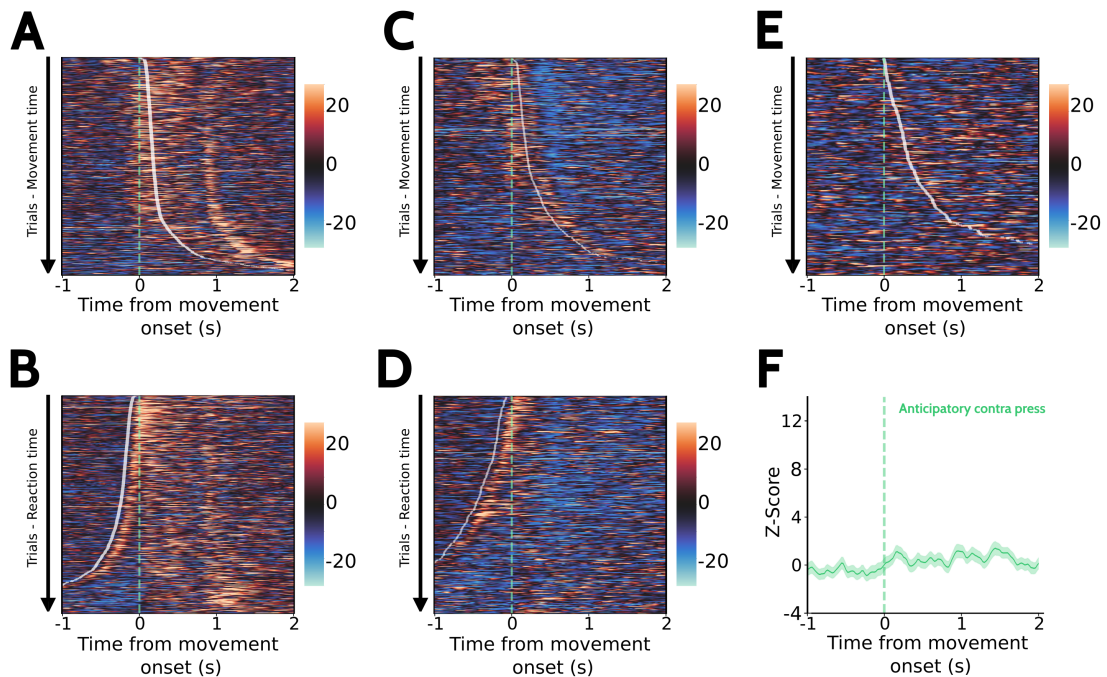 A
Trials - Movement time
20
0
-20
-1 0 1 2
Time from movement
onset (s)
C
Trials - Movement time
20
0
-20
-1 0 1 2
Time from movement
onset (s)
E
Trials - Movement time
20
0
-20
-1 0 1 2
Time from movement
onset (s)
B
Trials - Reaction time
20
0
-20
-1 0 1 2
Time from movement
onset (s)
D
Trials - Reaction time
20
0
-20
-1 0 1 2
Time from movement
onset (s)
F
Anticipatory contra press
Z-Score
12
8
4
0
-4
-1 0 1 2
Time from movement
onset (s)